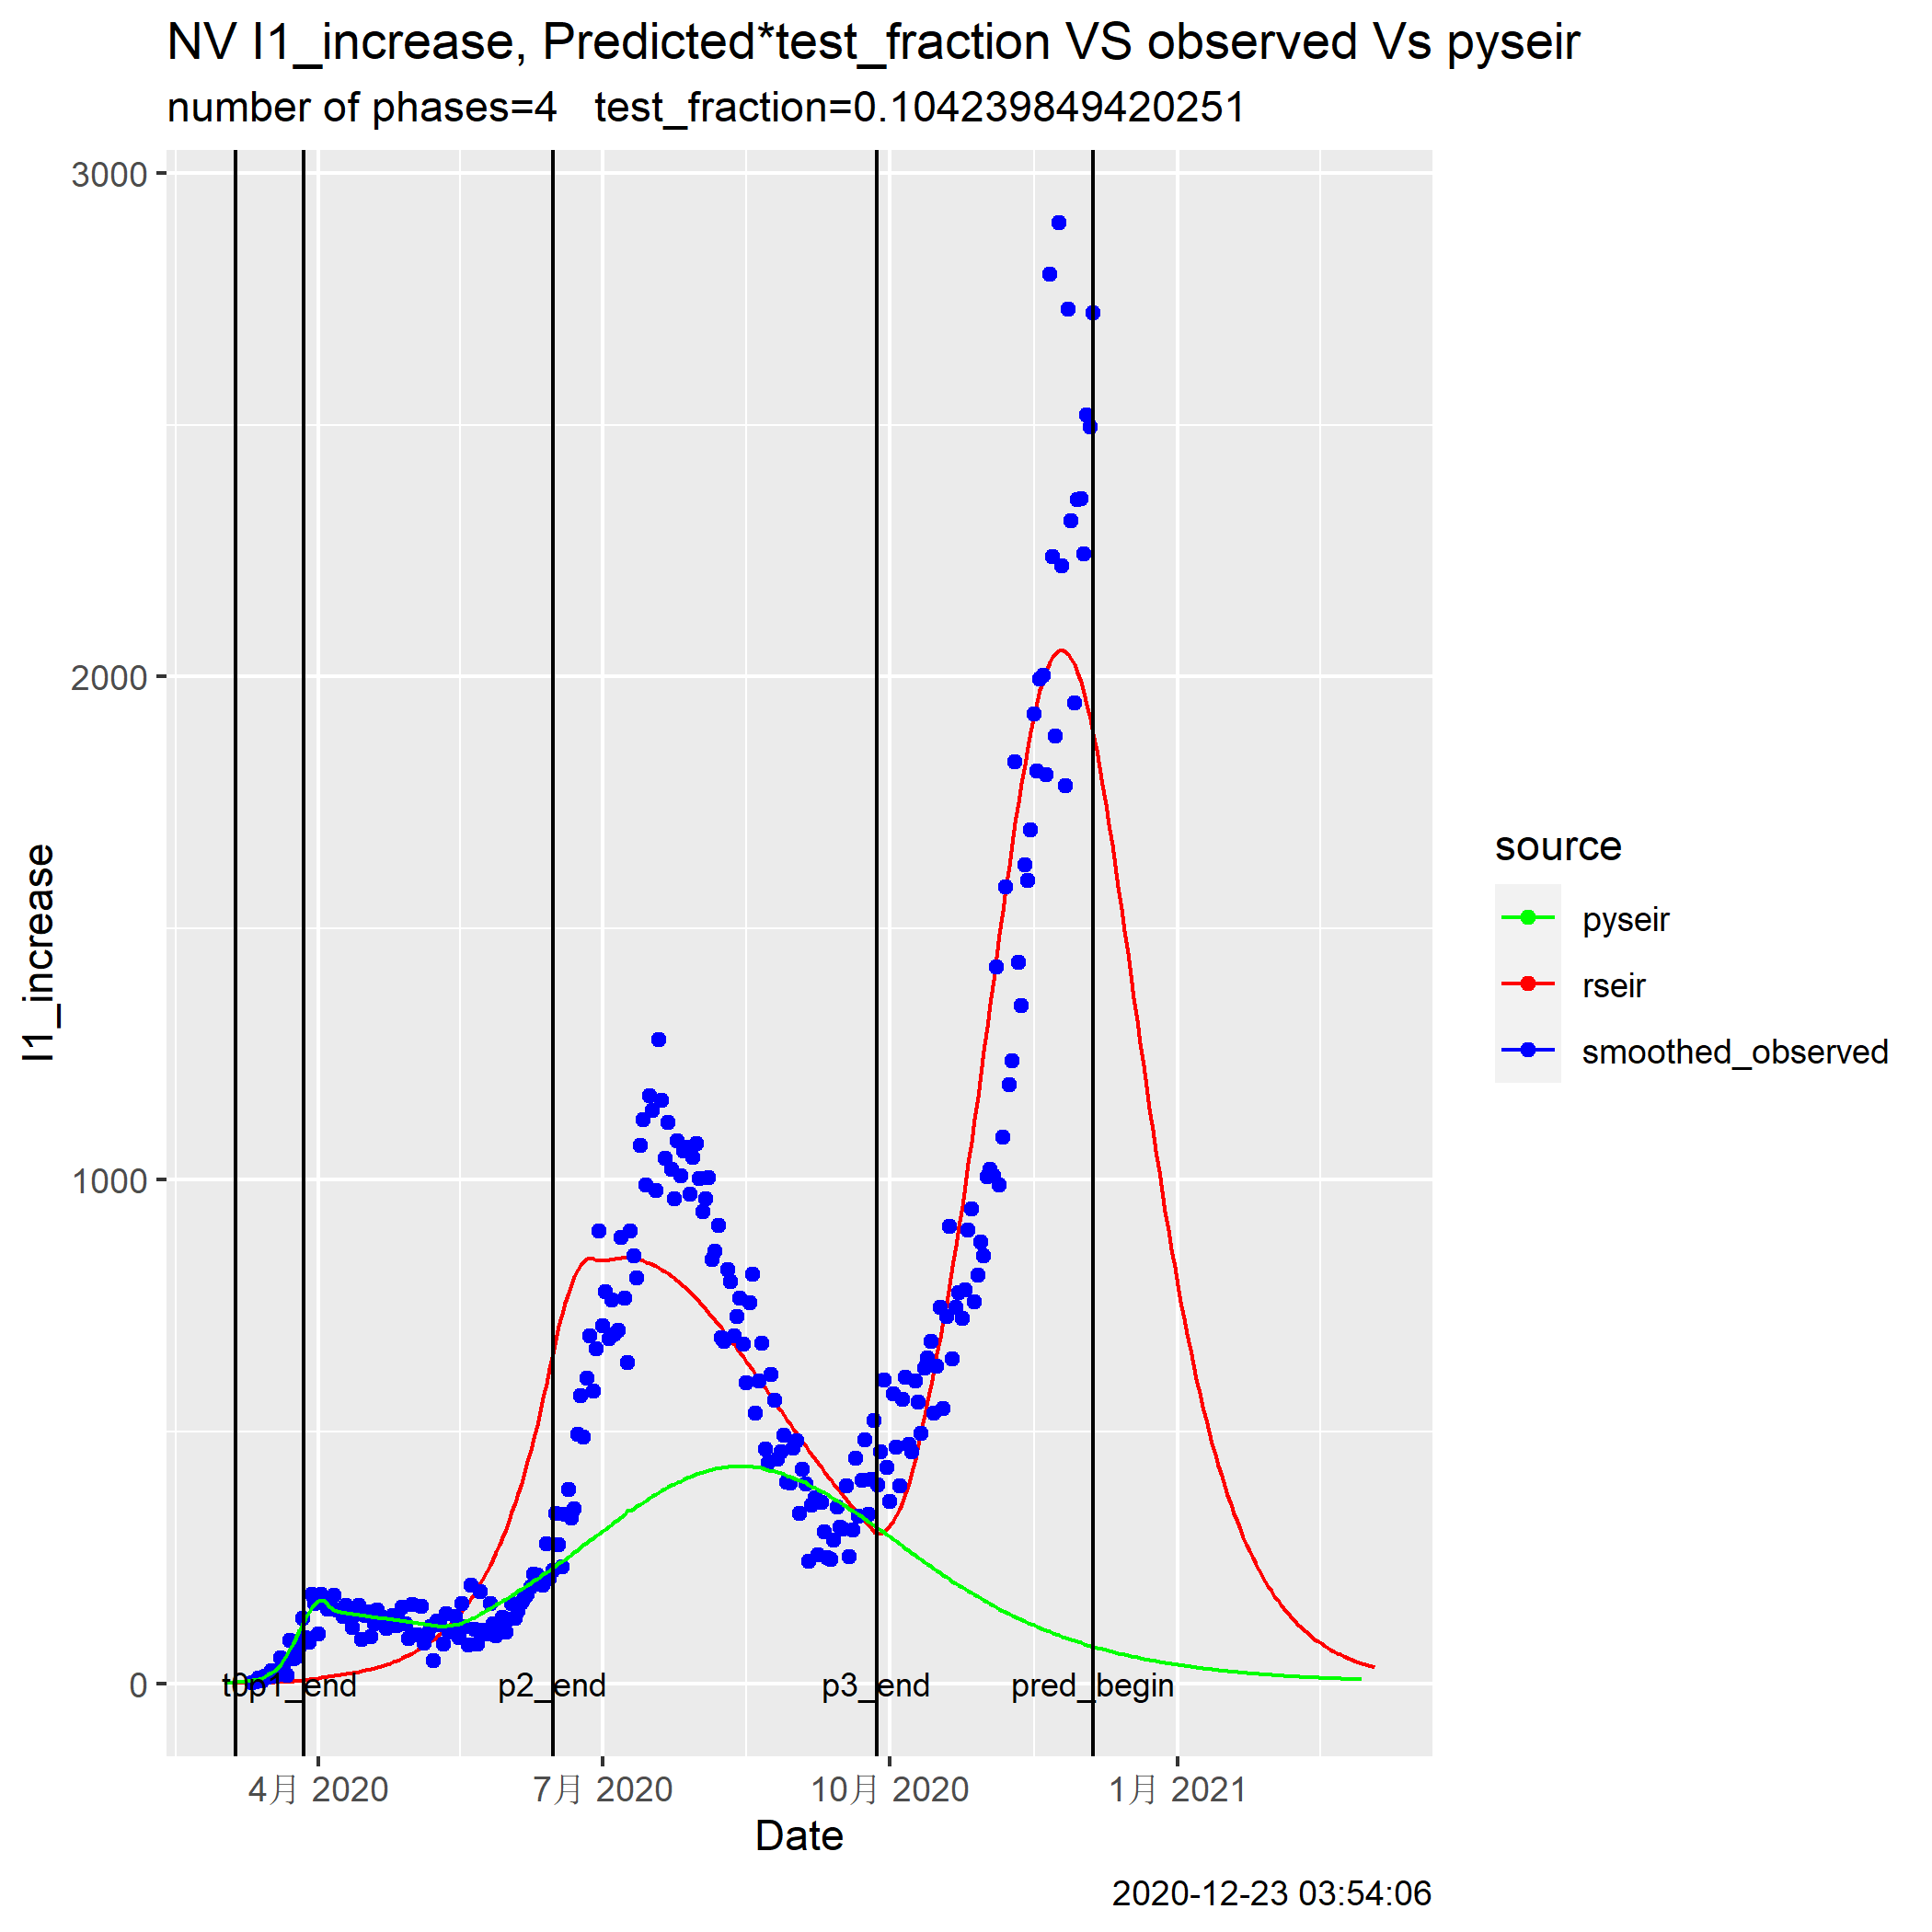 NV I1_increase, Predicted*test_fraction VS observed Vs pyseir
number of phases=4   test_fraction=0.104239849420251
3000
2000
1000
0
I1_increase
t0
p1_end
p2_end
p3_end
pred_begin
4月 2020
7月 2020
10月 2020
1月 2021
Date
source
pyseir
rseir
smoothed_observed
2020-12-23 03:54:06